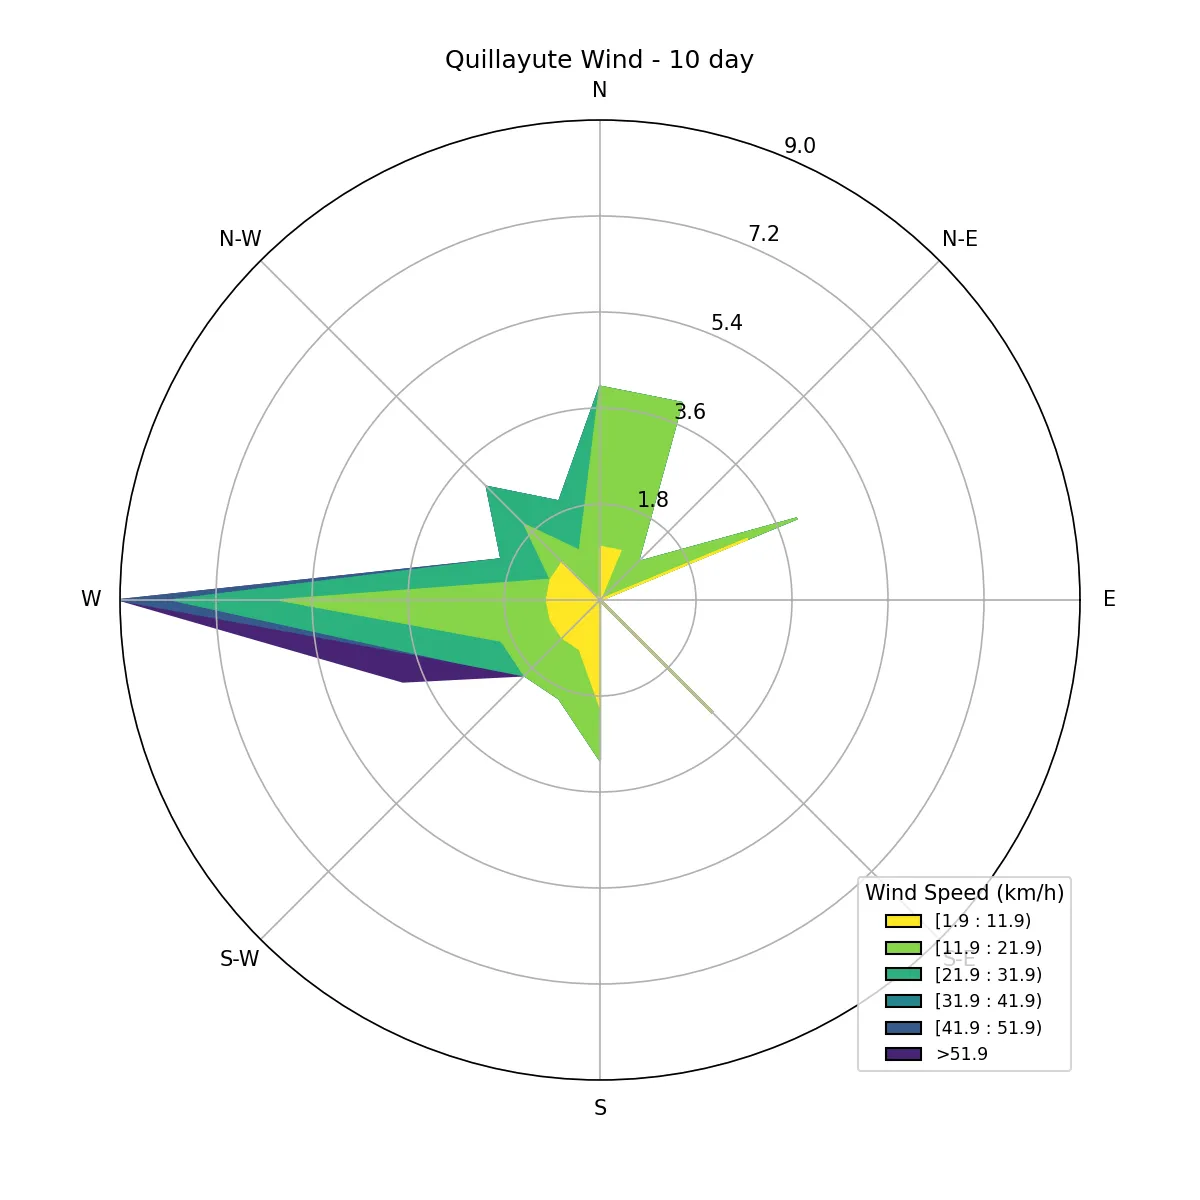 Quillayute Wind - 10 day
N
9.0
N-W
7.2
N-E
5.4
3.6
1.8
W
E
S-W
S-E
S
Wind Speed (km/h)
[1.9 : 11.9)
[11.9 : 21.9)
[21.9 : 31.9)
[31.9 : 41.9)
[41.9 : 51.9)
>51.9